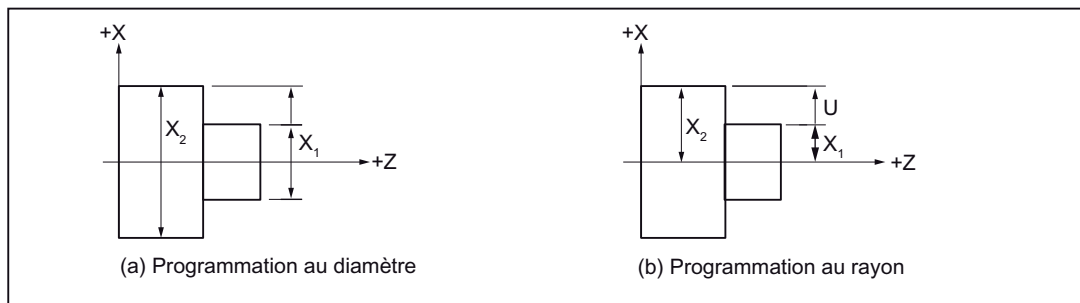 +X
X₂
X₁
+Z
(a) Programmation au diamètre
+X
X₂
U
X₁
+Z
(b) Programmation au rayon